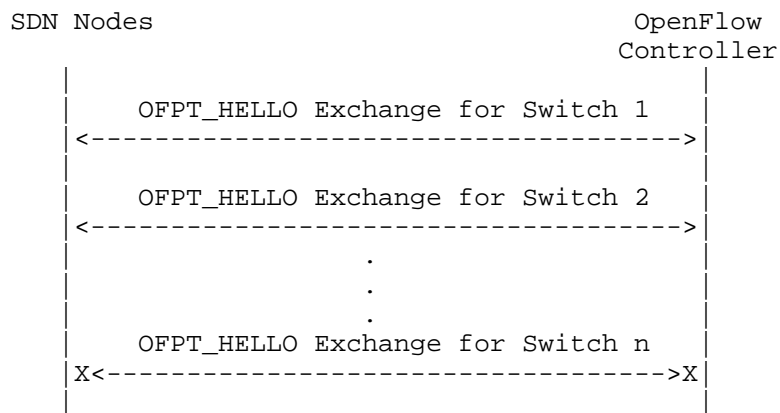 SDN Nodes OpenFlow
Controller
OFPT_HELLO Exchange for Switch 1
<------------------------------------->
OFPT_HELLO Exchange for Switch 2
<------------------------------------->
.
.
.
OFPT_HELLO Exchange for Switch n
X<----------------------------------->X